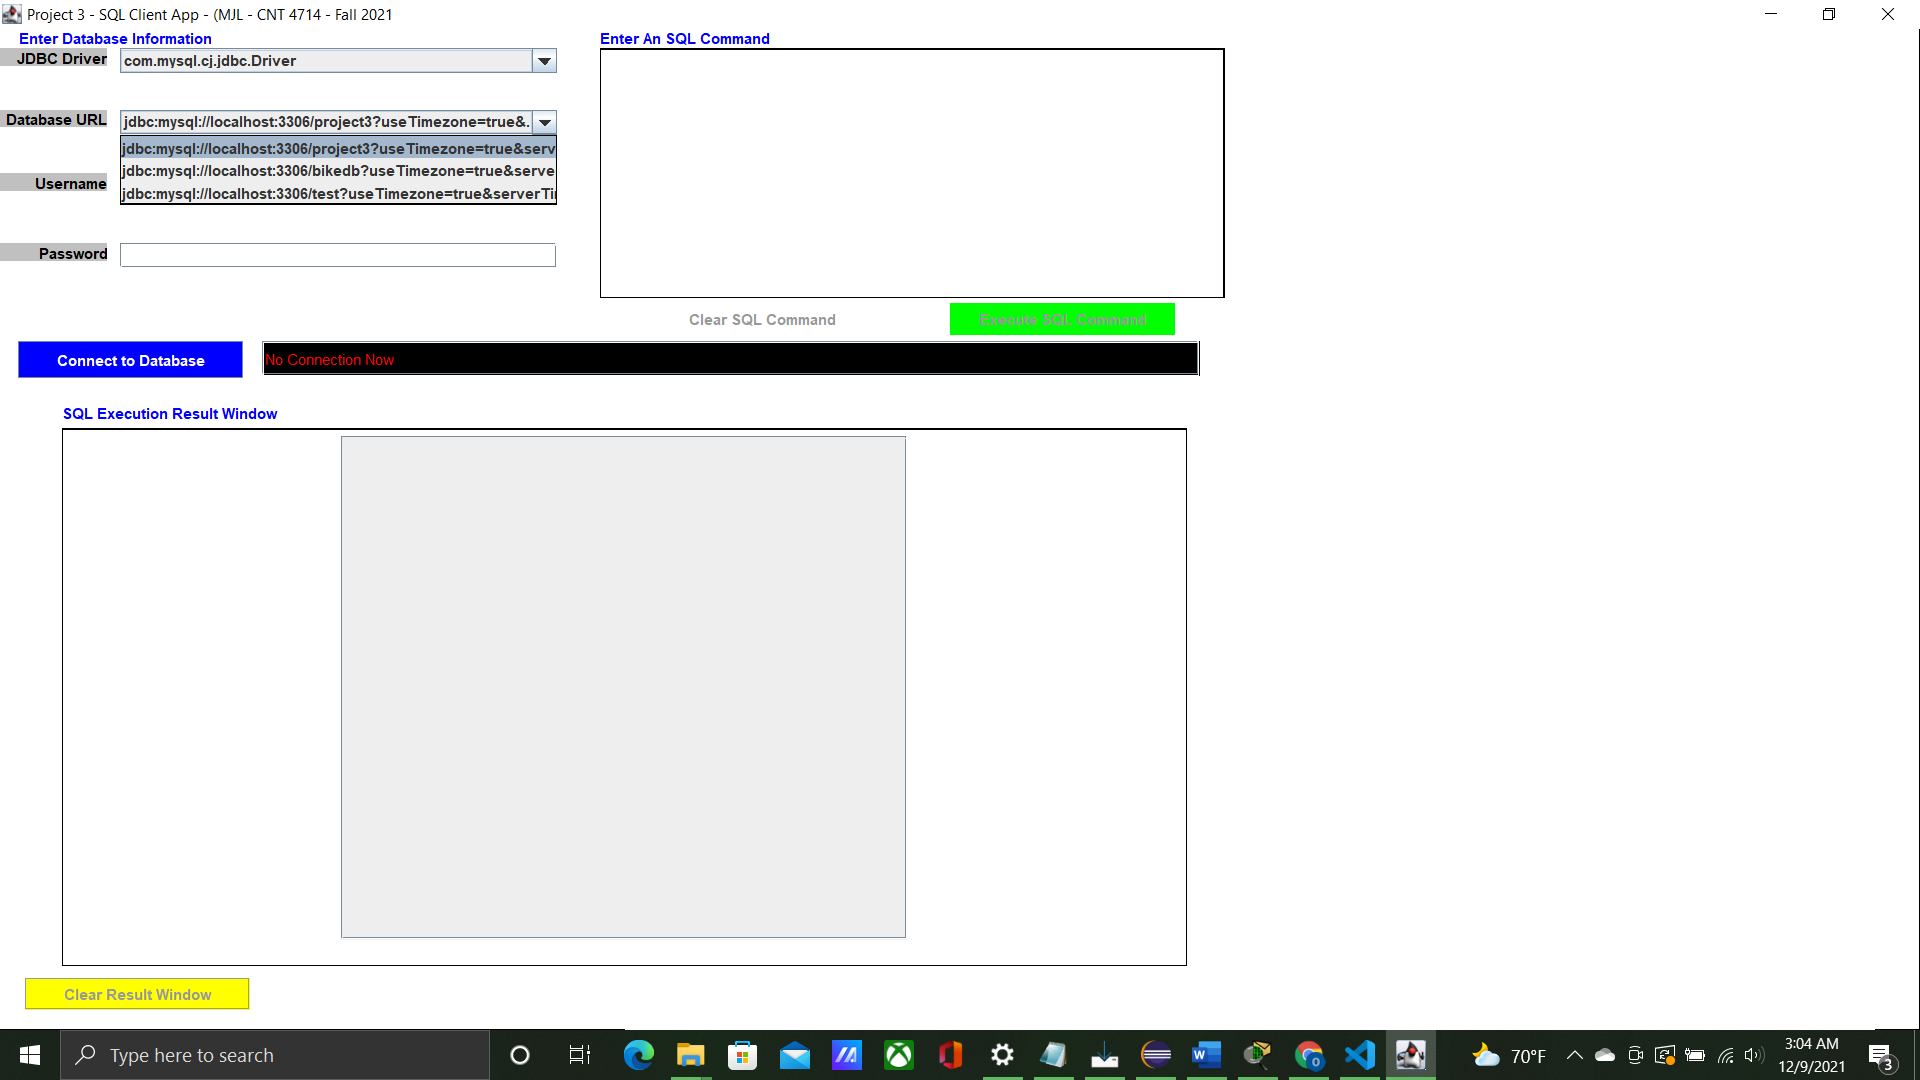 Project 3 - SQL Client App - (MJL - CNT 4714 - Fall 2021
Enter Database Information
JDBC Driver
com.mysql.cj.jdbc.Driver
Database URL
jdbc:mysql://localhost:3306/project3?useTimezone=true&.
jdbc:mysql://localhost:3306/project3?useTimezone=true&serv
jdbc:mysql://localhost:3306/bikedb?useTimezone=true&serve
jdbc:mysql://localhost:3306/test?useTimezone=true&serverTi
Username
Password
Enter An SQL Command
Clear SQL Command
Execute SQL Command
Connect to Database
No Connection Now
SQL Execution Result Window
Clear Result Window
Type here to search
70°F
3:04 AM
12/9/2021
3